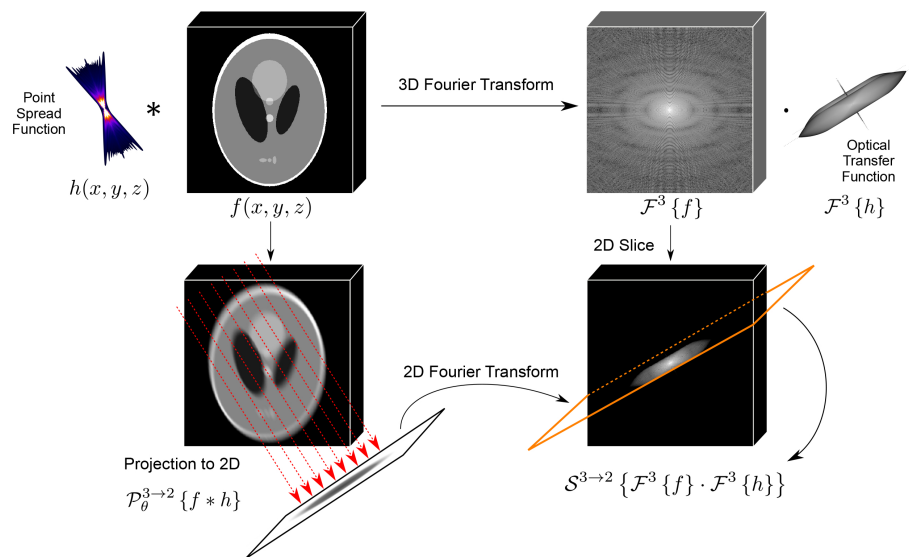 Point
Spread
Function
*
h(x, y, z)
f(x, y, z)
3D Fourier Transform
·
Optical
Transfer
Function
ℱ³ {f}
ℱ³ {h}
2D Slice
2D Fourier Transform
Projection to 2D
𝒫_θ^{3→2} {f * h}
𝒮^{3→2} {ℱ³ {f} · ℱ³ {h}}